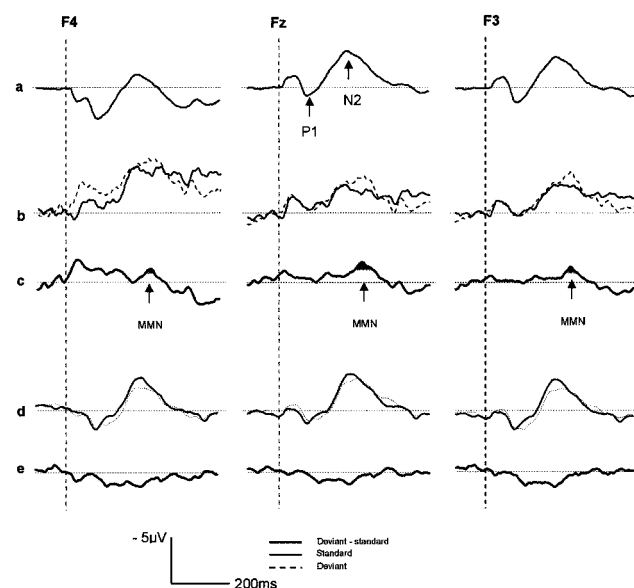 F4 Fz F3
a
N2
P1
b
c
MMN MMN MMN
d
e
- 5µV
Deviant - standard
Standard
Deviant
200ms